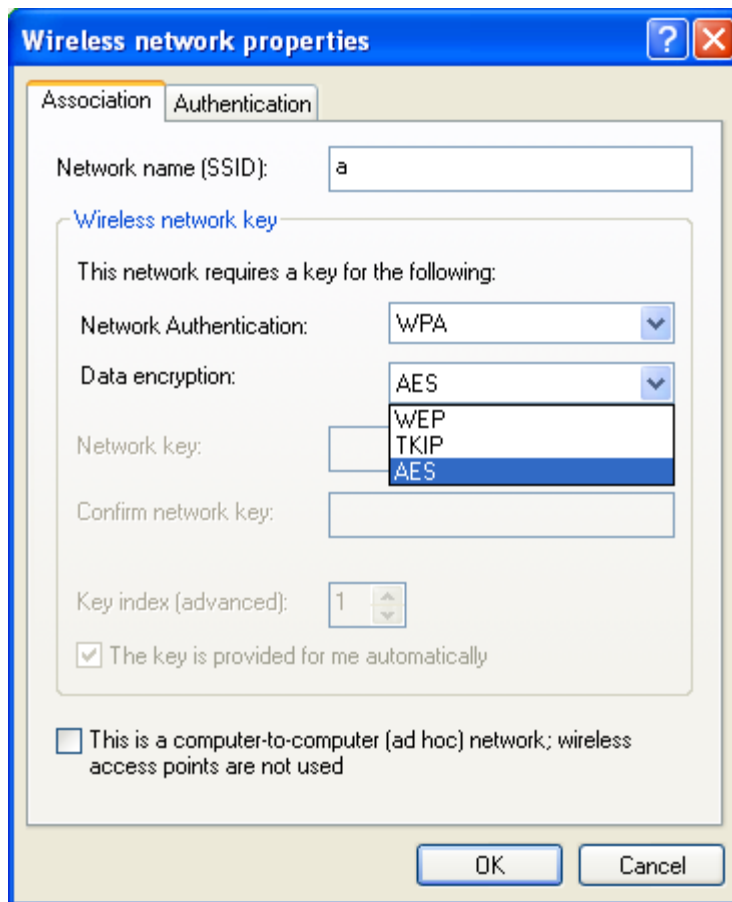 Wireless network properties
Association Authentication
Network name (SSID): a
Wireless network key
This network requires a key for the following:
Network Authentication: WPA
Data encryption: AES
WEP
TKIP
AES
Network key:
Confirm network key:
Key index (advanced): 1
The key is provided for me automatically
This is a computer-to-computer (ad hoc) network; wireless
access points are not used
OK Cancel